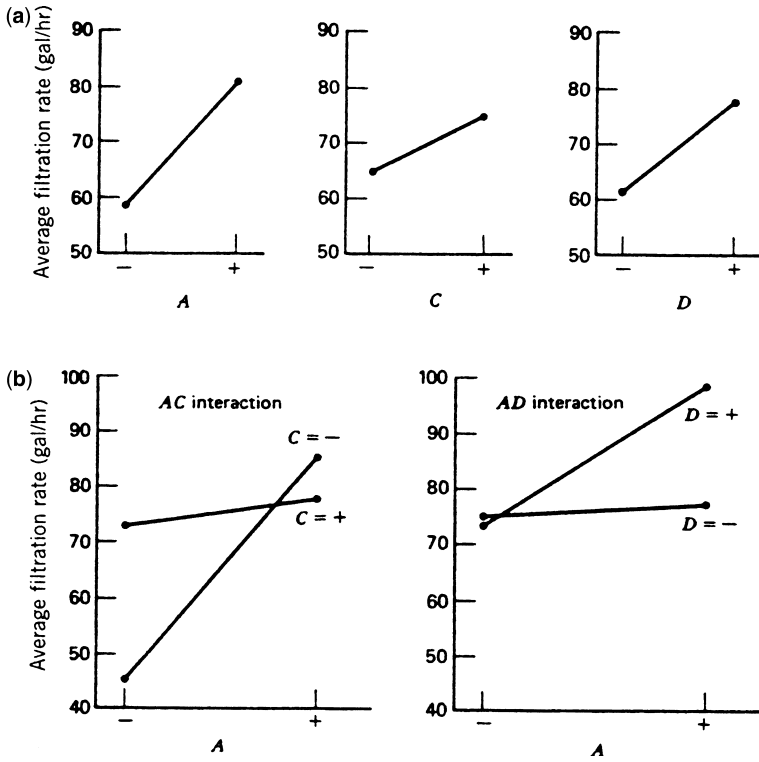 (a)
Average filtration rate (gal/hr)
90
80
70
60
50
− +
A
90
80
70
60
50
− +
C
90
80
70
60
50
− +
D
(b)
Average filtration rate (gal/hr)
100
90
80
70
60
50
40
AC interaction
C = −
C = +
− +
A
100
90
80
70
60
50
40
AD interaction
D = +
D = −
− +
A